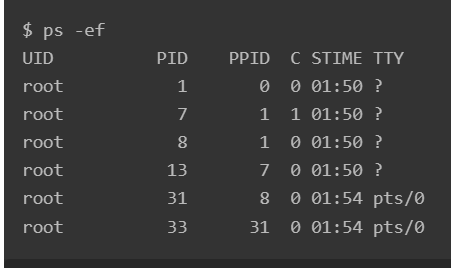 $ ps -ef
UID PID PPID C STIME TTY
root 1 0 0 01:50 ?
root 7 1 1 01:50 ?
root 8 1 0 01:50 ?
root 13 7 0 01:50 ?
root 31 8 0 01:54 pts/0
root 33 31 0 01:54 pts/0